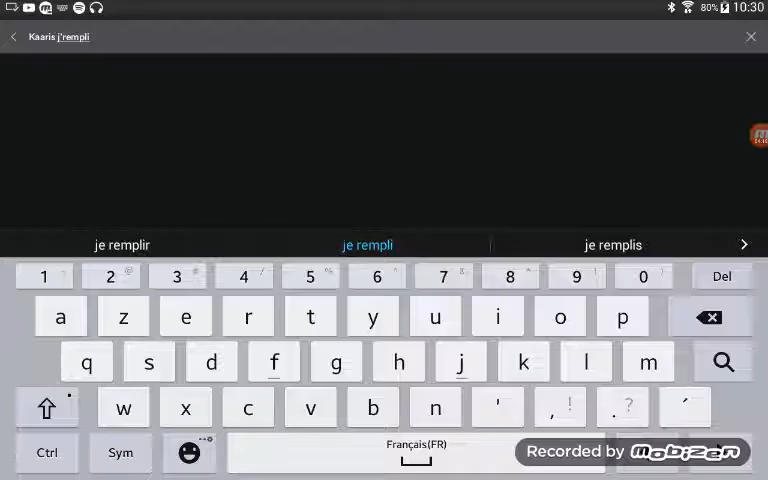 80% 10:30
Kaaris j'rempli
je remplir je rempli je remplis
1 2 @ 3 # 4 / 5 % 6 ^ 7 & 8 * 9 ( 0 ) Del
a z e r t y u i o p
q s d f g h j k l m
w x c v b n ' , ! . ? ´
Ctrl Sym Français(FR) Recorded by Mobizen